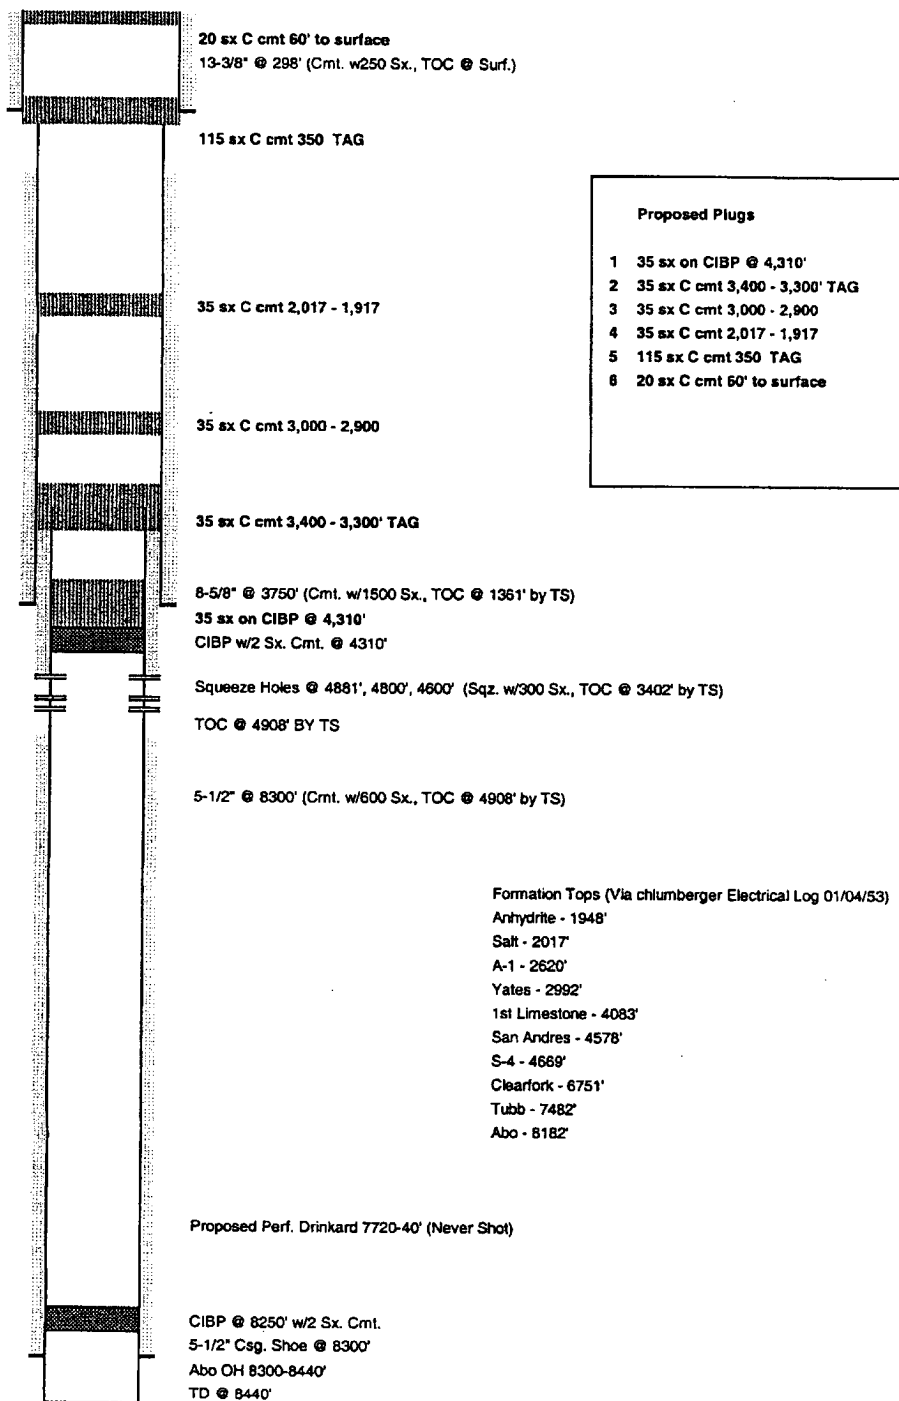 20 sx C cmt 60' to surface
13-3/8" @ 298' (Cmt. w250 Sx., TOC @ Surf.)
115 sx C cmt 350 TAG
Proposed Plugs
1 35 sx on CIBP @ 4,310'
2 35 sx C cmt 3,400 - 3,300' TAG
3 35 sx C cmt 3,000 - 2,900
4 35 sx C cmt 2,017 - 1,917
5 115 sx C cmt 350 TAG
6 20 sx C cmt 60' to surface
35 sx C cmt 2,017 - 1,917
35 sx C cmt 3,000 - 2,900
35 sx C cmt 3,400 - 3,300' TAG
8-5/8" @ 3750' (Cmt. w/1500 Sx., TOC @ 1361' by TS)
35 sx on CIBP @ 4,310'
CIBP w/2 Sx. Cmt. @ 4310'
Squeeze Holes @ 4881', 4800', 4600' (Sqz. w/300 Sx., TOC @ 3402' by TS)
TOC @ 4908' BY TS
5-1/2" @ 8300' (Cmt. w/600 Sx., TOC @ 4908' by TS)
Formation Tops (Via chlumberger Electrical Log 01/04/53)
Anhydrite - 1948'
Salt - 2017'
A-1 - 2620'
Yates - 2992'
1st Limestone - 4083'
San Andres - 4578'
S-4 - 4669'
Clearfork - 6751'
Tubb - 7482'
Abo - 8182'
Proposed Perf. Drinkard 7720-40' (Never Shot)
CIBP @ 8250' w/2 Sx. Cmt.
5-1/2" Csg. Shoe @ 8300'
Abo OH 8300-8440'
TD @ 8440'